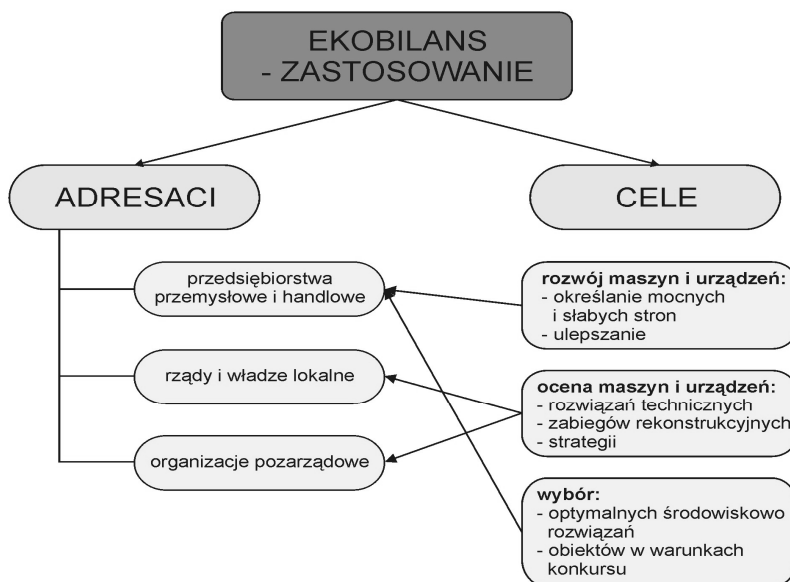 EKOBILANS
- ZASTOSOWANIE
ADRESACI
CELE
przedsiębiorstwa
przemysłowe i handlowe
rządy i władze lokalne
organizacje pozarządowe
rozwój maszyn i urządzeń:
- określanie mocnych
i słabych stron
- ulepszanie
ocena maszyn i urządzeń:
- rozwiązań technicznych
- zabiegów rekonstrukcyjnych
- strategii
wybór:
- optymalnych środowiskowo
rozwiązań
- obiektów w warunkach
konkursu